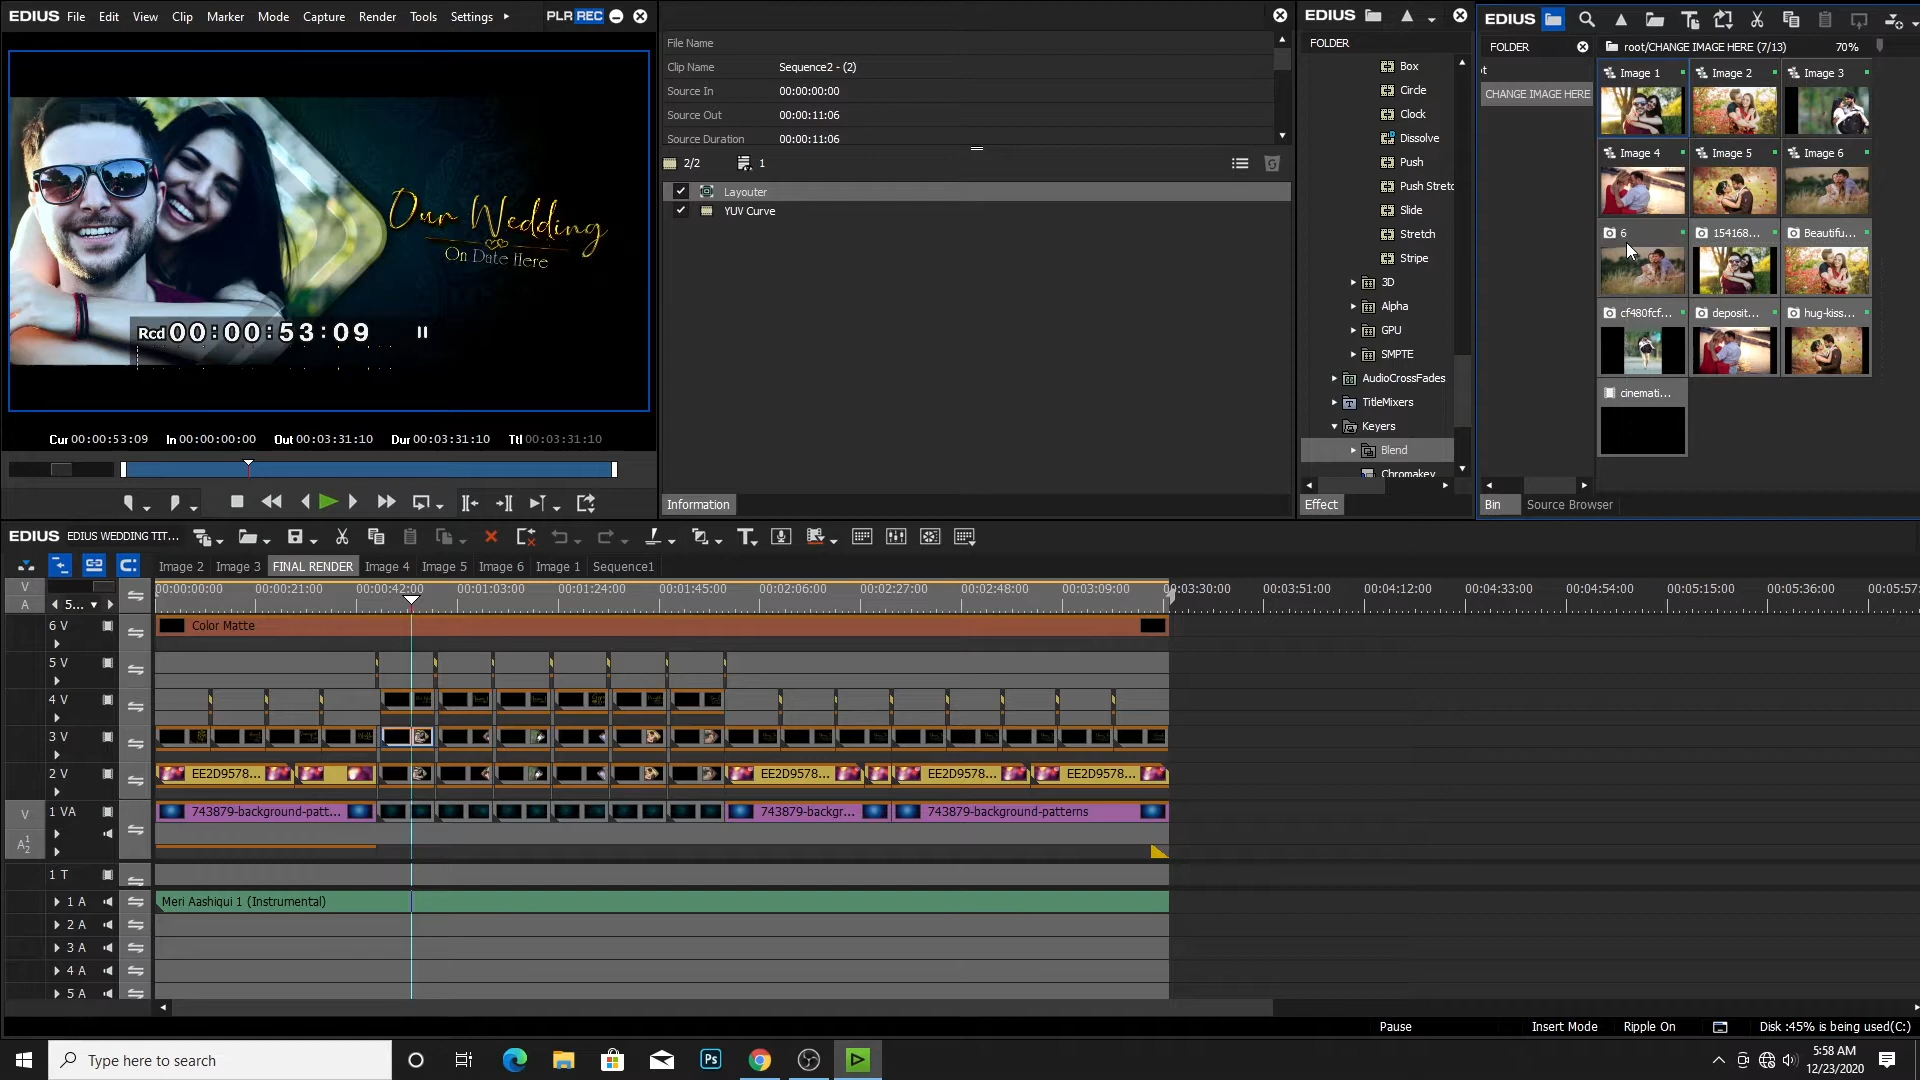 EDIUS File Edit View Clip Marker Mode Capture Render Tools Settings PLR REC
Our Wedding
On Date Here
Rcd 00:00:53:09
Cur 00:00:53:09 In 00:00:00:00 Out 00:03:31:10 Dur 00:03:31:10 Ttl 00:03:31:10
File Name
Clip Name Sequence2 - (2)
Source In 00:00:00:00
Source Out 00:00:11:06
Source Duration 00:00:11:06
2/2 1
Layouter
YUV Curve
Information
EDIUS
FOLDER
Box
Circle
Clock
Dissolve
Push
Push Stretc
Slide
Stretch
Stripe
3D
Alpha
GPU
SMPTE
AudioCrossFades
TitleMixers
Keyers
Blend
Chromakey
Effect
EDIUS
FOLDER root/CHANGE IMAGE HERE (7/13) 70%
CHANGE IMAGE HERE
Image 1 Image 2 Image 3
Image 4 Image 5 Image 6
6 154168... Beautifu...
cf480fcf... deposit... hug-kiss...
cinemati...
Bin Source Browser
EDIUS EDIUS WEDDING TIT...
Image 2 Image 3 FINAL RENDER Image 4 Image 5 Image 6 Image 1 Sequence1
V 00:00:00:00 00:00:21:00 00:00:42:00 00:01:03:00 00:01:24:00 00:01:45:00 00:02:06:00 00:02:27:00 00:02:48:00 00:03:09:00 00:03:30:00 00:03:51:00 00:04:12:00 00:04:33:00 00:04:54:00 00:05:15:00 00:05:36:00 00:05:57:
A 5...
6 V Color Matte
5 V
4 V
3 V
2 V EE2D9578... EE2D9578... EE2D9578... EE2D9578...
V 1 VA 743879-background-patt... 743879-backgr... 743879-background-patterns
A
1 T
1 A Meri Aashiqui 1 (Instrumental)
2 A
3 A
4 A
5 A
Pause Insert Mode Ripple On Disk :45% is being used(C:)
Type here to search
Ps
5:58 AM
12/23/2020